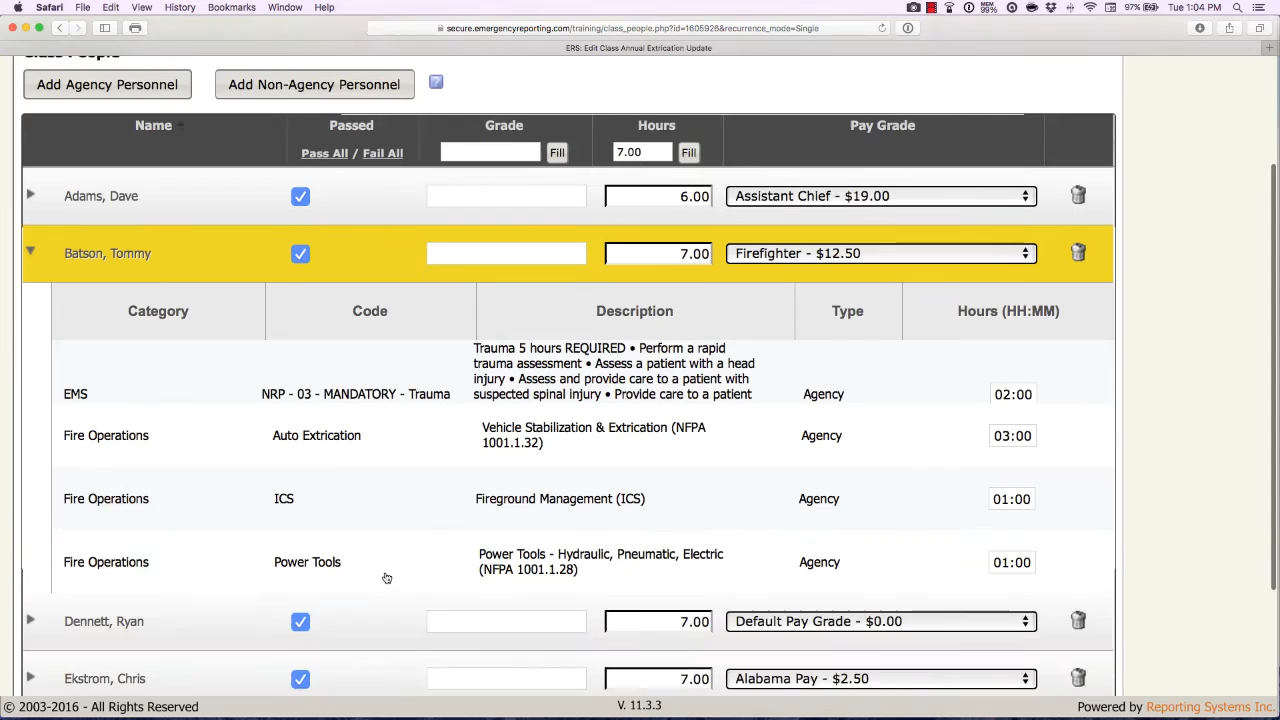 Safari File Edit View History Bookmarks Window Help
MEM 99% 97% Tue 1:04 PM
secure.emergencyreporting.com/training/class_people.php?id=1605926&recurrence_mode=Single
ERS: Edit Class Annual Extrication Update
Class People
Add Agency Personnel Add Non-Agency Personnel ?
Name Passed Grade Hours Pay Grade
Pass All / Fail All Fill 7.00 Fill
Adams, Dave 6.00 Assistant Chief - $19.00
Batson, Tommy 7.00 Firefighter - $12.50
Category Code Description Type Hours (HH:MM)
Trauma 5 hours REQUIRED • Perform a rapid
trauma assessment • Assess a patient with a head
injury • Assess and provide care to a patient with
EMS NRP - 03 - MANDATORY - Trauma suspected spinal injury • Provide care to a patient Agency 02:00
Fire Operations Auto Extrication Vehicle Stabilization & Extrication (NFPA
1001.1.32) Agency 03:00
Fire Operations ICS Fireground Management (ICS) Agency 01:00
Fire Operations Power Tools Power Tools - Hydraulic, Pneumatic, Electric
(NFPA 1001.1.28) Agency 01:00
Dennett, Ryan 7.00 Default Pay Grade - $0.00
Ekstrom, Chris 7.00 Alabama Pay - $2.50
© 2003-2016 - All Rights Reserved V. 11.3.3 Powered by Reporting Systems Inc.